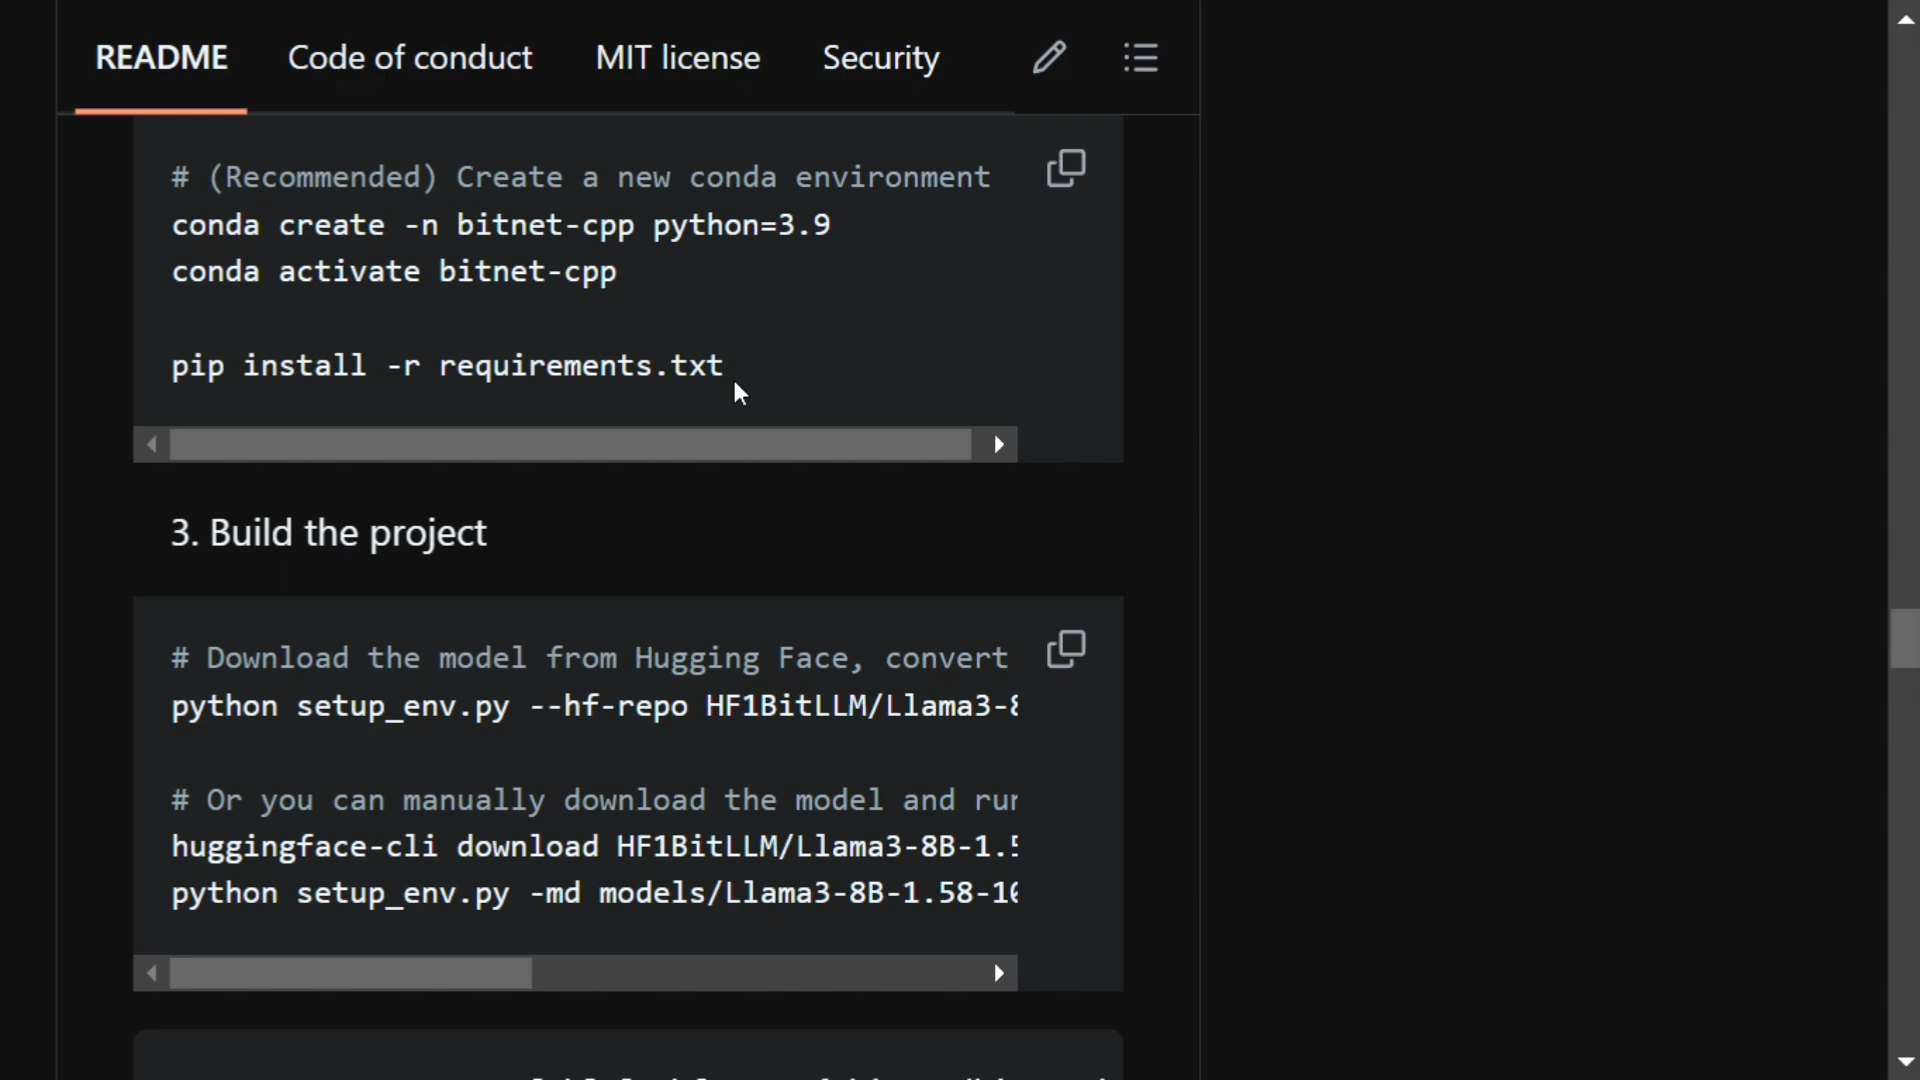 README Code of conduct MIT license Security
# (Recommended) Create a new conda environment
conda create -n bitnet-cpp python=3.9
conda activate bitnet-cpp
pip install -r requirements.txt
3. Build the project
# Download the model from Hugging Face, convert
python setup_env.py --hf-repo HF1BitLLM/Llama3-
# Or you can manually download the model and run
huggingface-cli download HF1BitLLM/Llama3-8B-1.5
python setup_env.py -md models/Llama3-8B-1.58-10